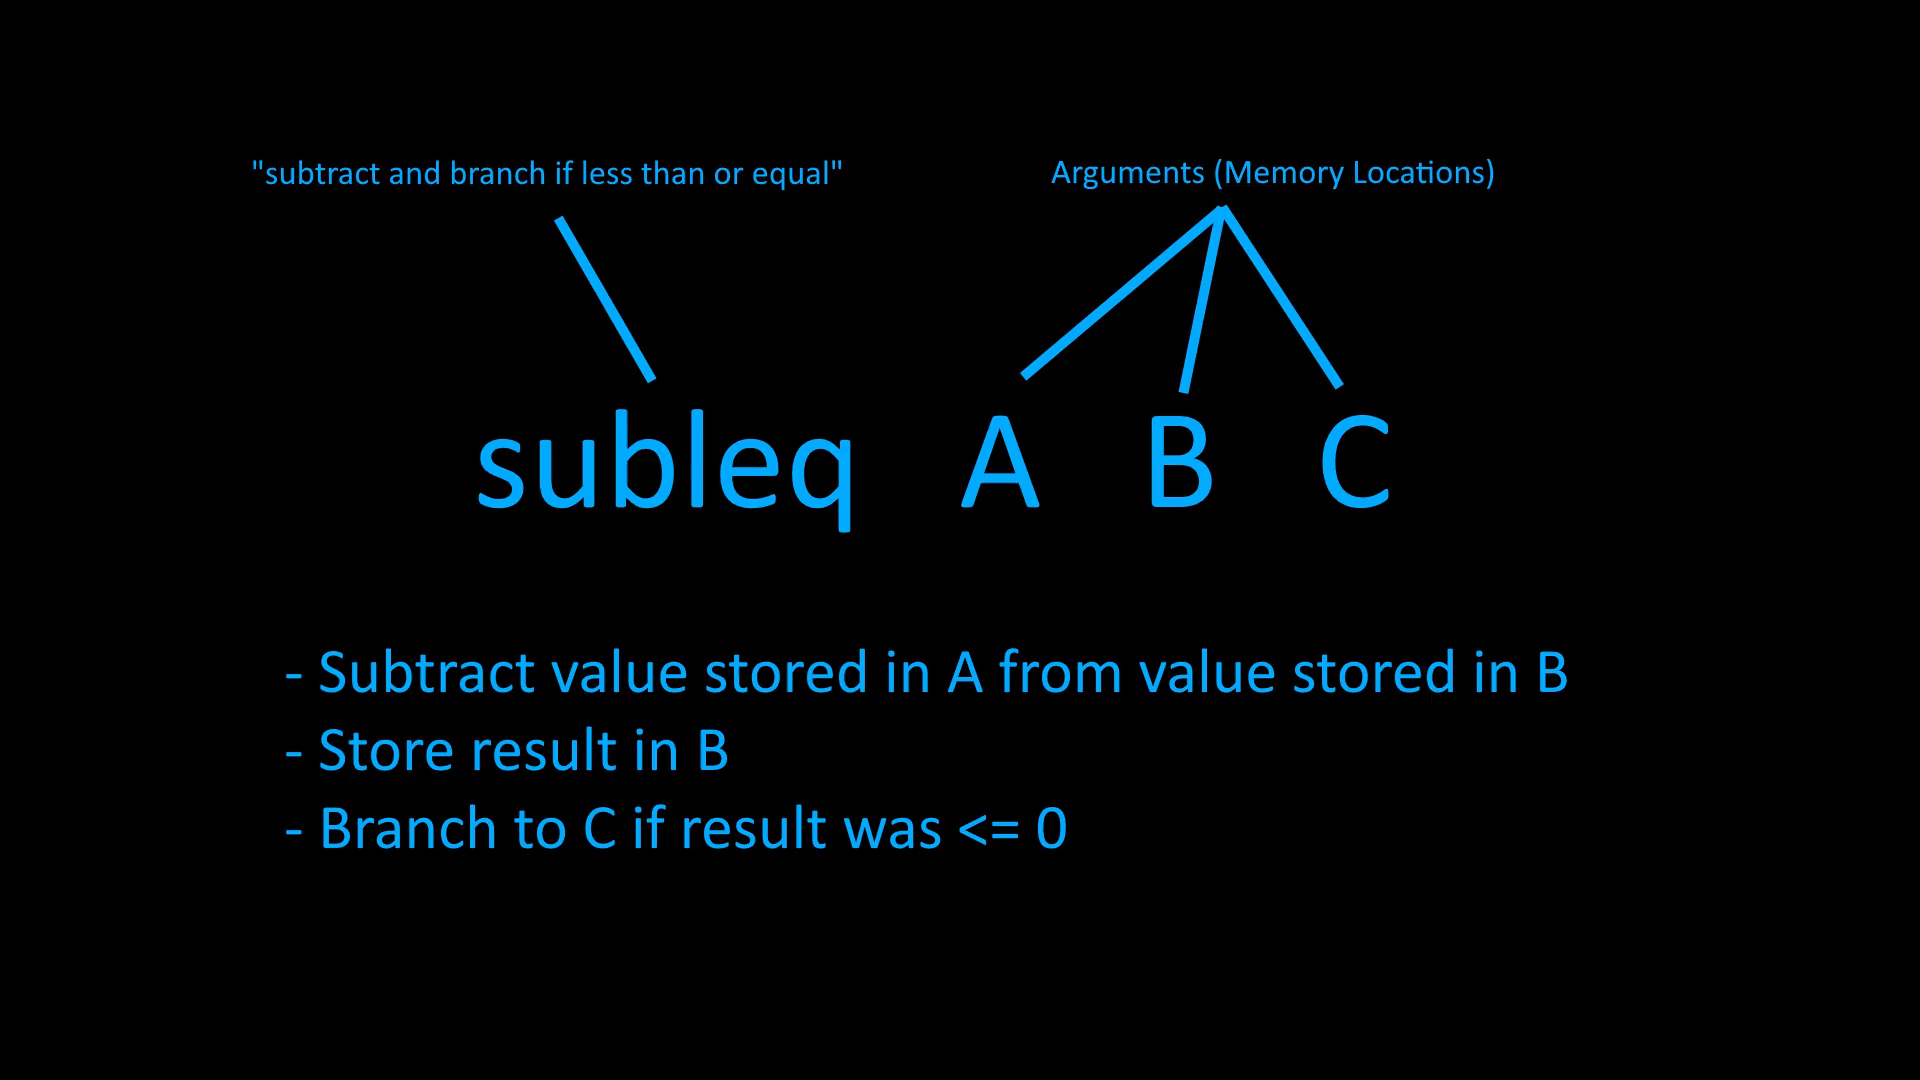 "subtract and branch if less than or equal"
Arguments (Memory Locations)
subleq A B C
- Subtract value stored in A from value stored in B
- Store result in B
- Branch to C if result was <= 0